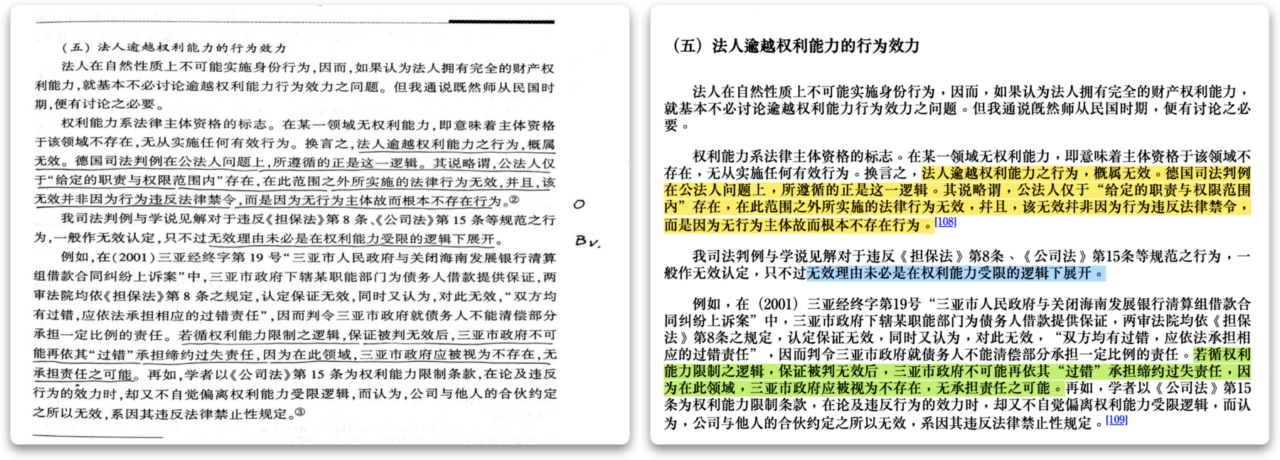 (五) 法人逾越权利能力的行为效力
法人在自然性质上不可能实施身份行为,因而,如果认为法人拥有完全的财产权
利能力,就基本不必讨论逾越权利能力行为效力之问题。但我通说既然师从民国时
期,便有讨论之必要。
权利能力系法律主体资格的标志。在某一领域无权利能力,即意味着主体资格
于该领域不存在,无从实施任何有效行为。换言之,法人逾越权利能力之行为,概属
无效。德国司法判例在公法人问题上,所遵循的正是这一逻辑。其说略谓,公法人仅
于“给定的职责与权限范围内”存在,在此范围之外所实施的法律行为无效,并且,该
无效并非因为行为违反法律禁令,而是因为无行为主体故而根本不存在行为。②
我司法判例与学说见解对于违反《担保法》第 8 条、《公司法》第 15 条等规范之行
为,一般作无效认定,只不过无效理由未必是在权利能力受限的逻辑下展开。
例如,在(2001)三亚经终字第 19 号“三亚市人民政府与关闭海南发展银行清算
组借款合同纠纷上诉案”中,三亚市政府下辖某职能部门为债务人借款提供保证,两
审法院均依《担保法》第 8 条之规定,认定保证无效,同时又认为,对此无效,“双方均
有过错,应依法承担相应的过错责任”,因而判令三亚市政府就债务人不能清偿部分
承担一定比例的责任。若循权利能力限制之逻辑,保证被判无效后,三亚市政府不可
能再依其“过错”承担缔约过失责任,因为在此领域,三亚市政府应被视为不存在,无
承担责任之可能。再如,学者以《公司法》第 15 条为权利能力限制条款,在论及违反
行为的效力时,却又不自觉偏离权利能力受限逻辑,而认为,公司与他人的合伙约定
之所以无效,系因其违反法律禁止性规定。③
O
Bv.
(五) 法人逾越权利能力的行为效力
法人在自然性质上不可能实施身份行为，因而，如果认为法人拥有完全的财产权利能力，
就基本不必讨论逾越权利能力行为效力之问题。但我通说既然师从民国时期，便有讨论之必
要。
权利能力系法律主体资格的标志。在某一领域无权利能力，即意味着主体资格于该领域不
存在，无从实施任何有效行为。换言之，法人逾越权利能力之行为，概属无效。德国司法判例
在公法人问题上，所遵循的正是这一逻辑。其说略谓，公法人仅于“给定的职责与权限范围
内”存在，在此范围之外所实施的法律行为无效，并且，该无效并非因为行为违反法律禁令，
而是因为无行为主体故而根本不存在行为。[108]
我司法判例与学说见解对于违反《担保法》第8条、《公司法》第15条等规范之行为，一
般作无效认定，只不过无效理由未必是在权利能力受限的逻辑下展开。
例如，在（2001）三亚经终字第19号“三亚市人民政府与关闭海南发展银行清算组借款合
同纠纷上诉案”中，三亚市政府下辖某职能部门为债务人借款提供保证，两审法院均依《担保
法》第8条之规定，认定保证无效，同时又认为，对此无效，“双方均有过错，应依法承担相
应的过错责任”，因而判令三亚市政府就债务人不能清偿部分承担一定比例的责任。若循权利
能力限制之逻辑，保证被判无效后，三亚市政府不可能再依其“过错”承担缔约过失责任，因
为在此领域，三亚市政府应被视为不存在，无承担责任之可能。再如，学者以《公司法》第15
条为权利能力限制条款，在论及违反行为的效力时，却又不自觉偏离权利能力受限逻辑，而认
为，公司与他人的合伙约定之所以无效，系因其违反法律禁止性规定。[109]